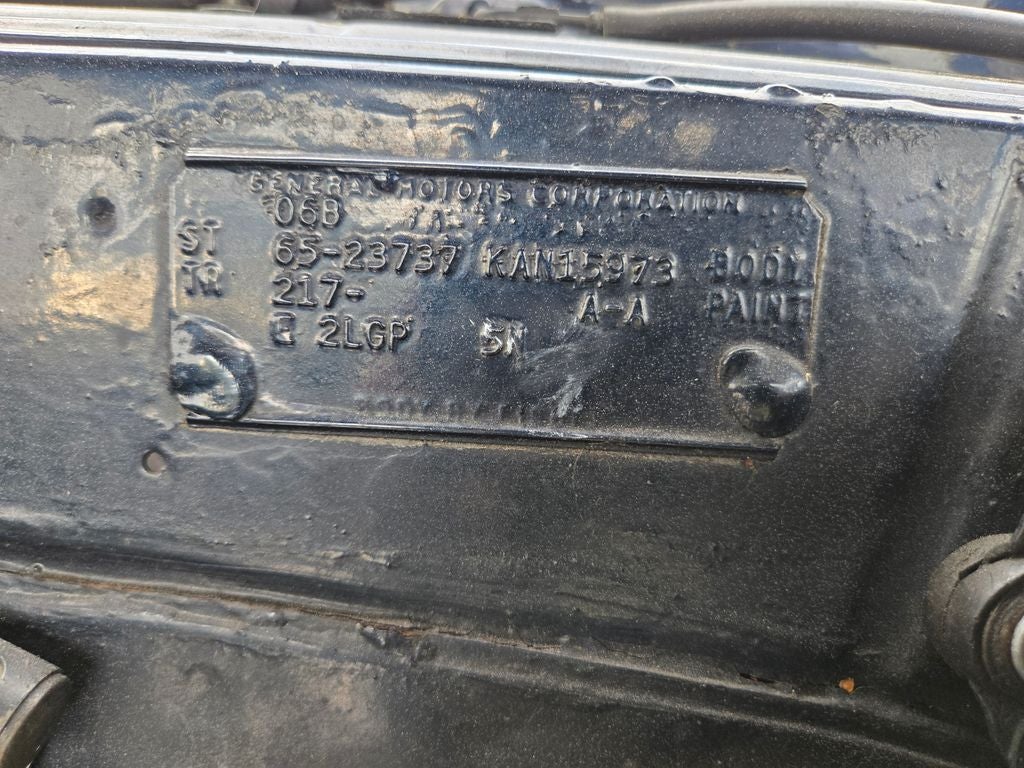 GENERAL MOTORS CORPORATION
06B
ST 65-23737 KAN15973 BODY
TR 217- A-A PAINT
E 2LGP 5N